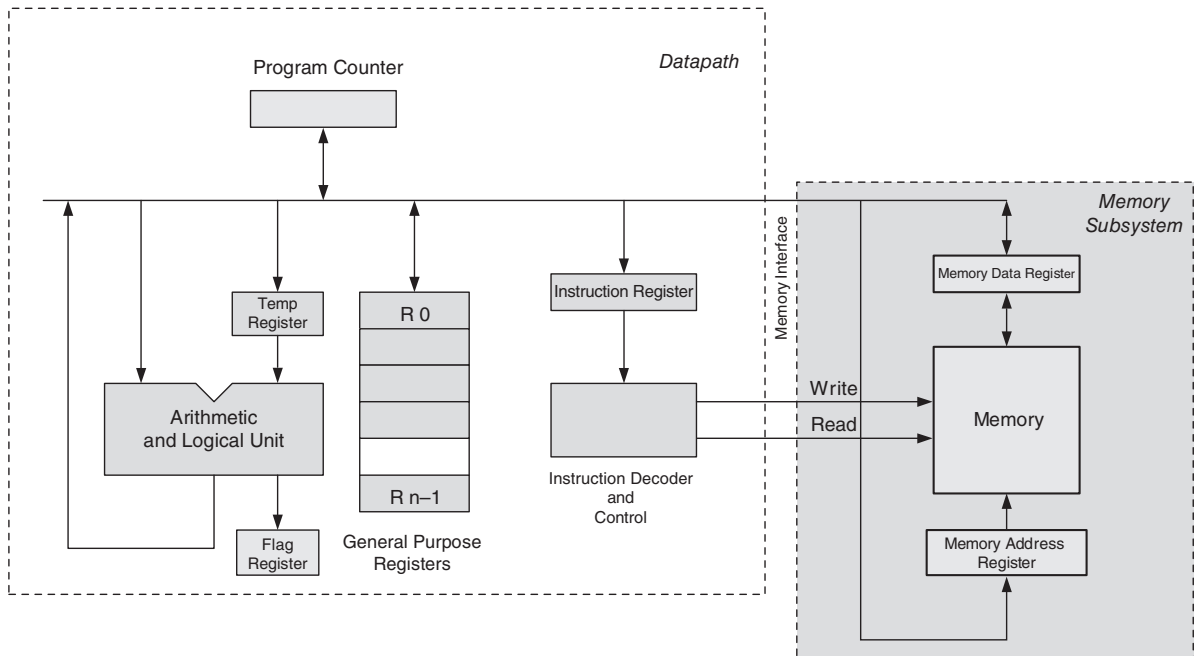 Program Counter
Datapath
Memory
Subsystem
Temp
Register
R 0
Instruction Register
Memory Interface
Memory Data Register
Arithmetic
and Logical Unit
Write
Read
Memory
R n–1
Instruction Decoder
and
Control
Flag
Register
General Purpose
Registers
Memory Address
Register